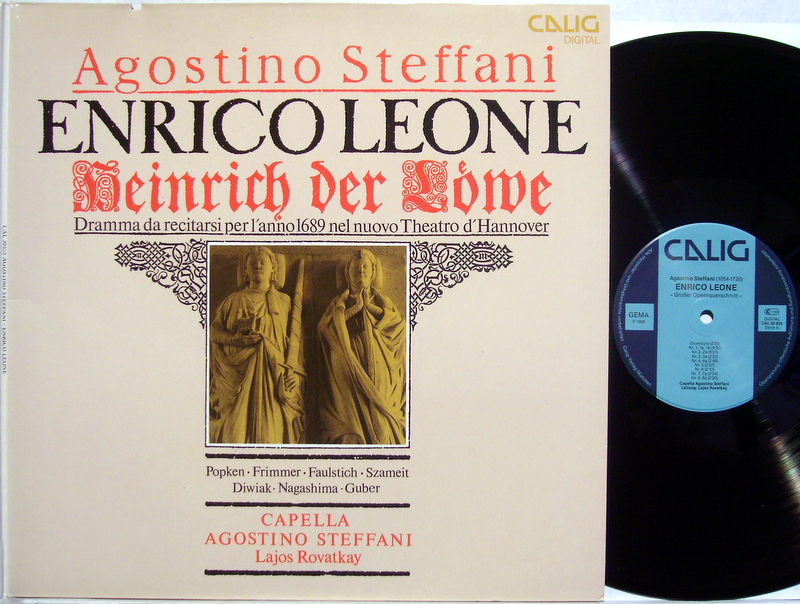 CALIG
DIGITAL
Agostino Steffani
ENRICO LEONE
Heinrich der Löwe
Dramma da recitarsi per l'anno 1689 nel nuovo Theatro d'Hannover
Popken · Frimmer · Faulstich · Szameit
Diwiak · Nagashima · Guber
CAPELLA
AGOSTINO STEFFANI
Lajos Rovatkay
CALIG
Agostino Steffani (1654-1728)
ENRICO LEONE
- Großer Opernquerschnitt -
GEMA
DIGITAL
Seite A
Capella Agostino Steffani
Leitung: Lajos Rovatkay